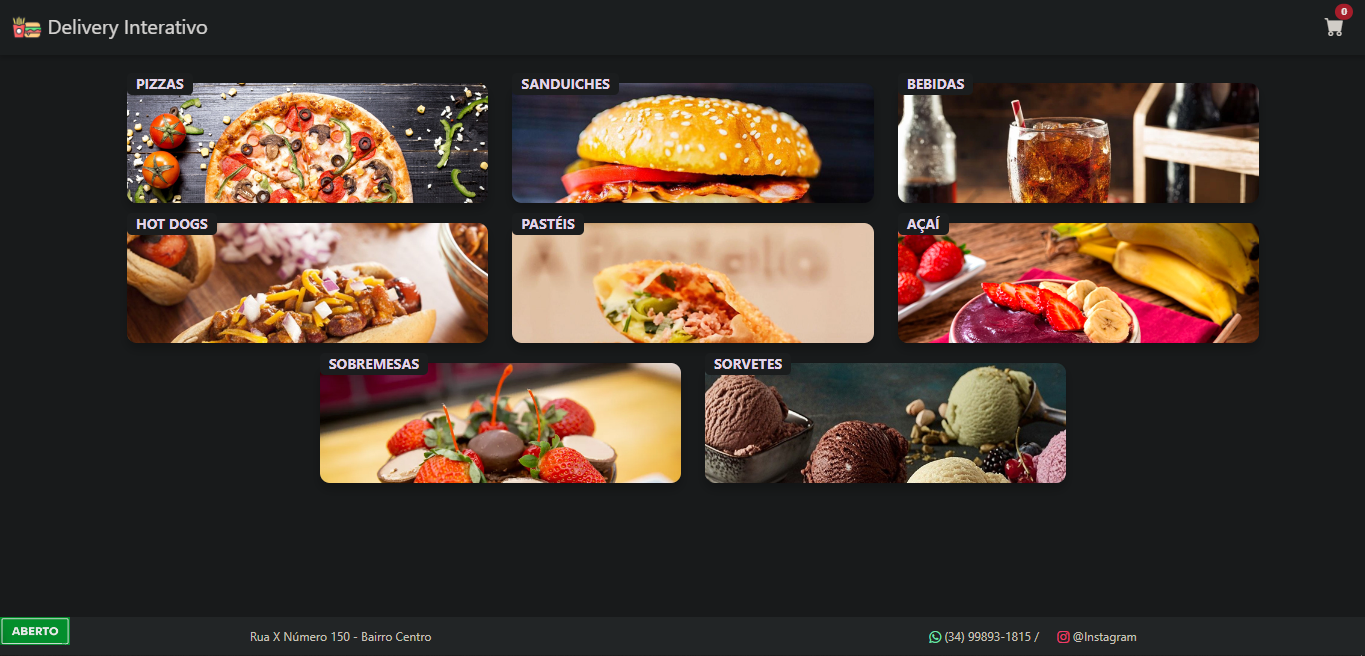 Delivery Interativo
0
PIZZAS
SANDUICHES
BEBIDAS
HOT DOGS
PASTÉIS
AÇAÍ
SOBREMESAS
SORVETES
ABERTO
Rua X Número 150 - Bairro Centro
(34) 99893-1815 /
@Instagram